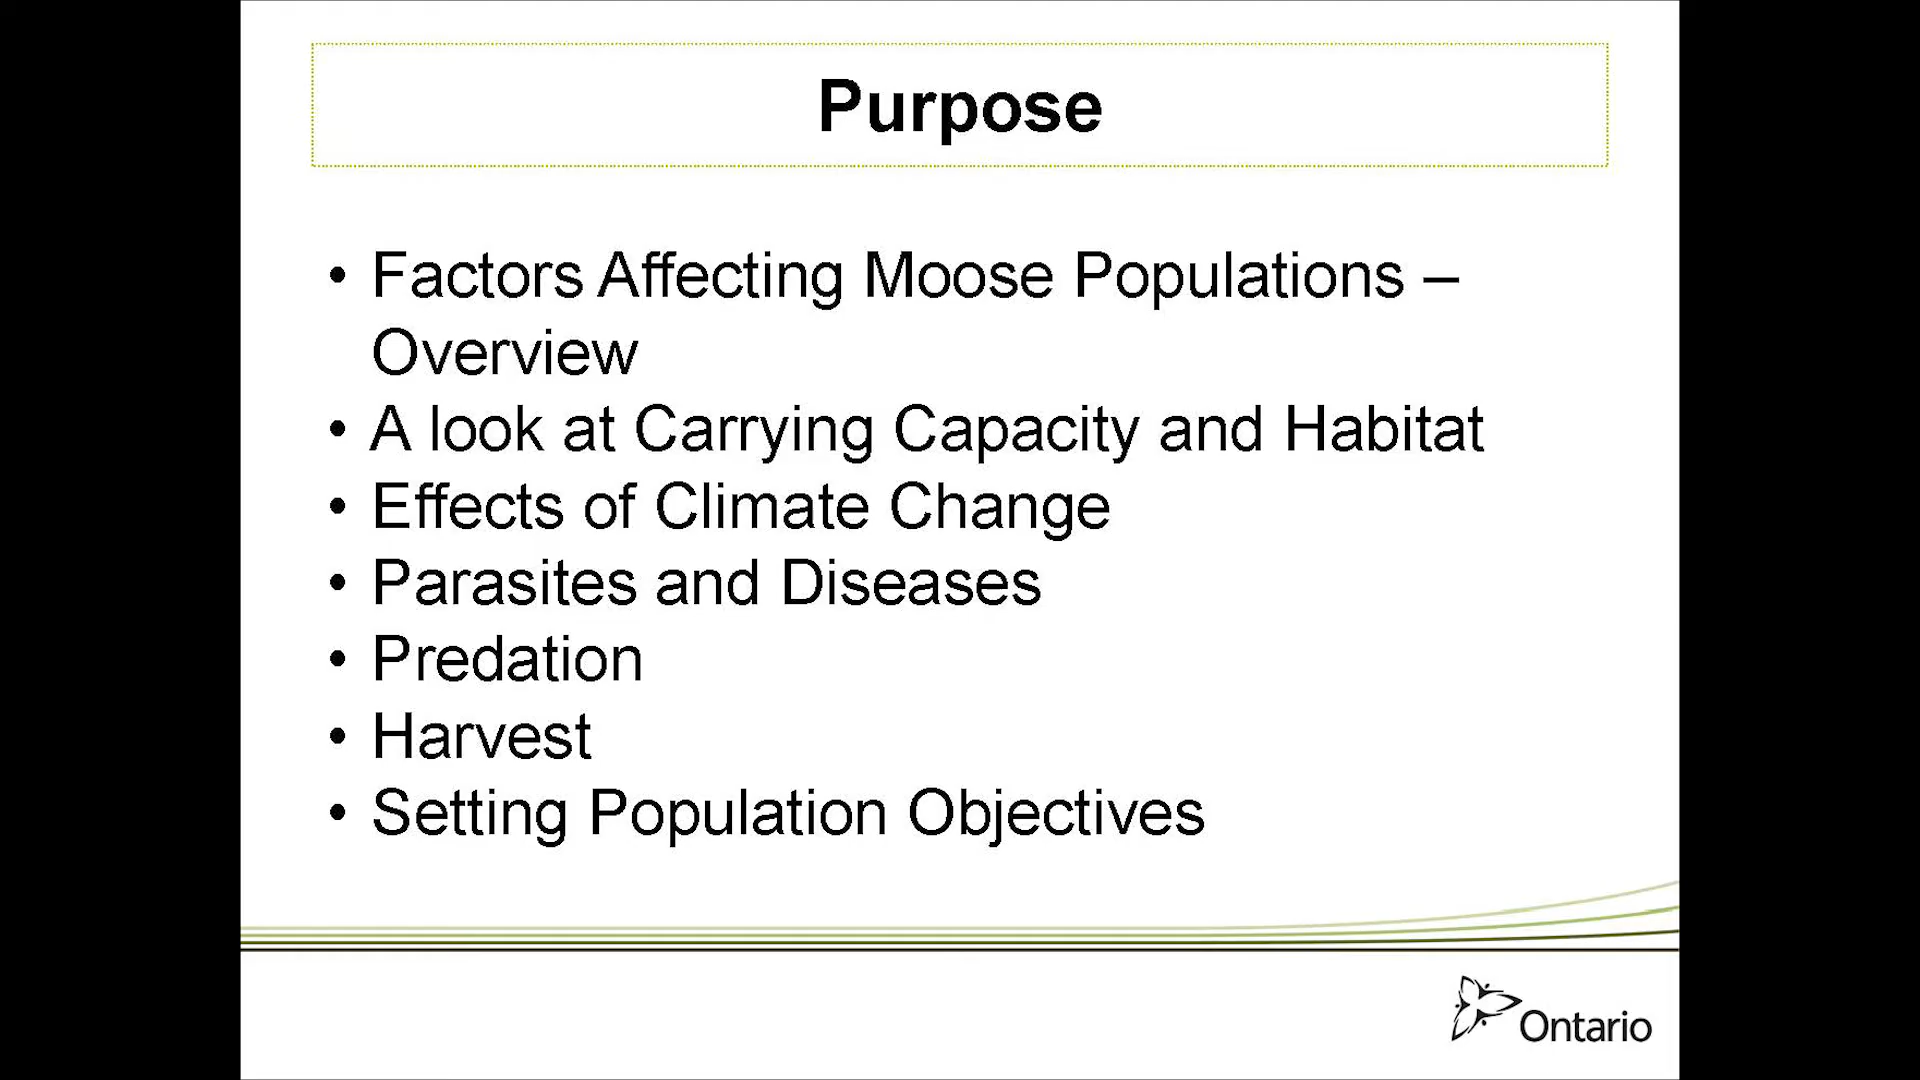 Purpose
• Factors Affecting Moose Populations –
Overview
• A look at Carrying Capacity and Habitat
• Effects of Climate Change
• Parasites and Diseases
• Predation
• Harvest
• Setting Population Objectives
Ontario